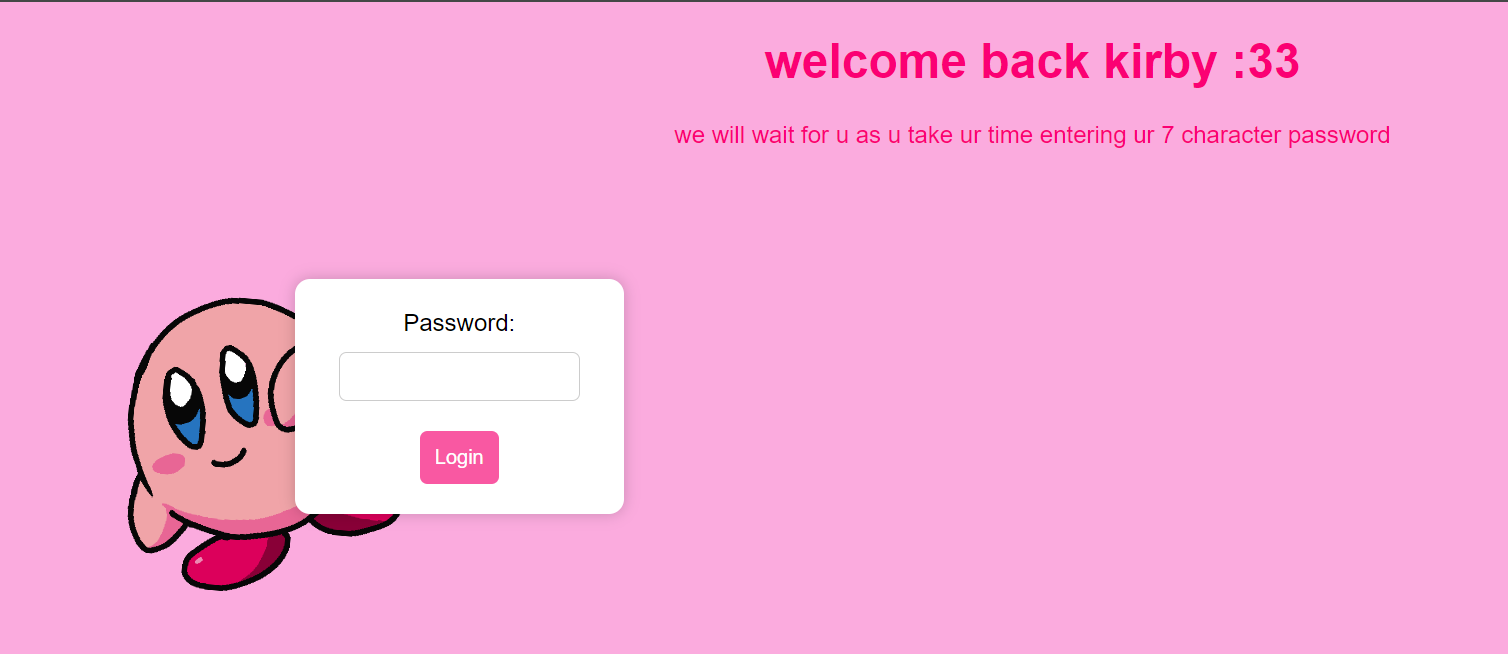 welcome back kirby :33
we will wait for u as u take ur time entering ur 7 character password
Password:
Login